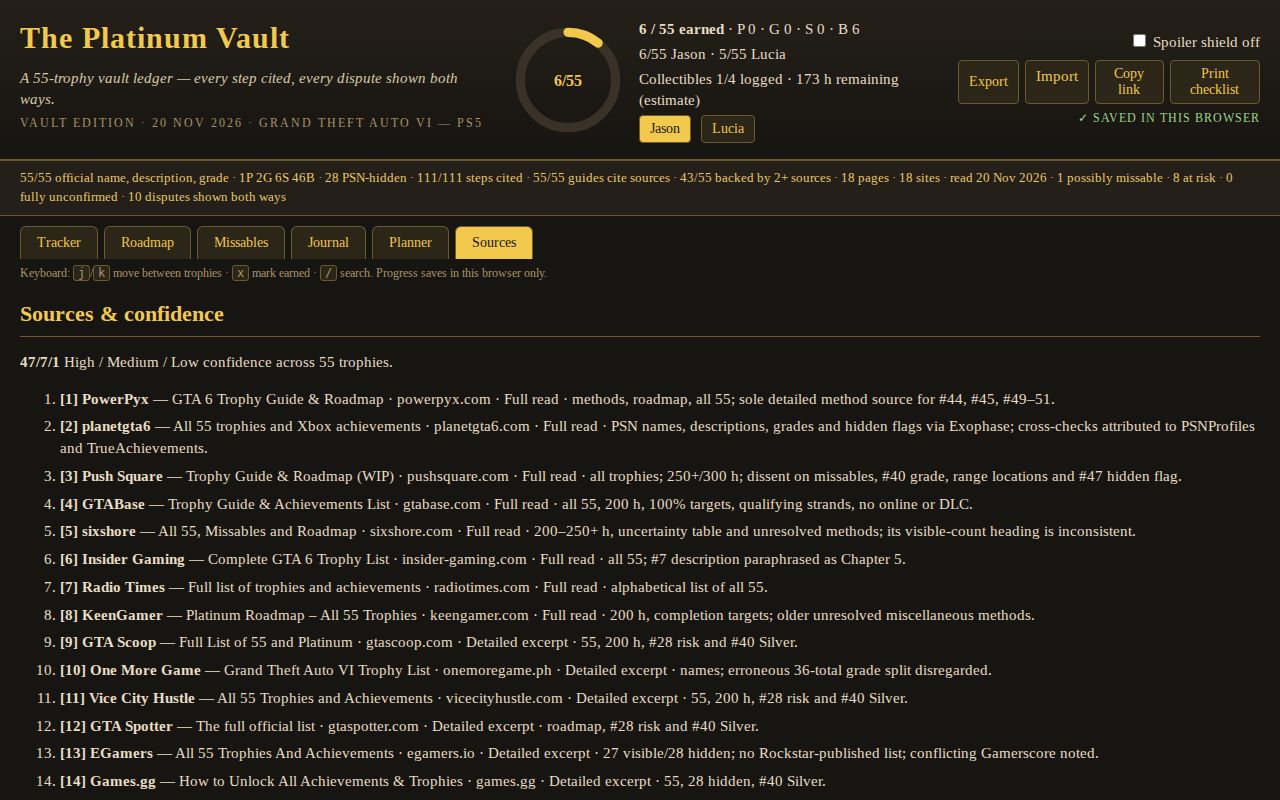 The Platinum Vault
A 55-trophy vault ledger — every step cited, every dispute shown both
ways.
VAULT EDITION · 20 NOV 2026 · GRAND THEFT AUTO VI — PS5
6/55
6 / 55 earned · P 0 · G 0 · S 0 · B 6
6/55 Jason · 5/55 Lucia
Collectibles 1/4 logged · 173 h remaining
(estimate)
Jason Lucia
Spoiler shield off
Export Import Copy link Print checklist
✓ SAVED IN THIS BROWSER
55/55 official name, description, grade · 1P 2G 6S 46B · 28 PSN-hidden · 111/111 steps cited · 55/55 guides cite sources · 43/55 backed by 2+ sources · 18 pages · 18 sites · read 20 Nov 2026 · 1 possibly missable · 8 at risk · 0
fully unconfirmed · 10 disputes shown both ways
Tracker Roadmap Missables Journal Planner Sources
Keyboard: j/k move between trophies · x mark earned · / search. Progress saves in this browser only.
Sources & confidence
47/7/1 High / Medium / Low confidence across 55 trophies.
1. [1] PowerPyx — GTA 6 Trophy Guide & Roadmap · powerpyx.com · Full read · methods, roadmap, all 55; sole detailed method source for #44, #45, #49–51.
2. [2] planetgta6 — All 55 trophies and Xbox achievements · planetgta6.com · Full read · PSN names, descriptions, grades and hidden flags via Exophase; cross-checks attributed to PSNProfiles
and TrueAchievements.
3. [3] Push Square — Trophy Guide & Roadmap (WIP) · pushsquare.com · Full read · all trophies; 250+/300 h; dissent on missables, #40 grade, range locations and #47 hidden flag.
4. [4] GTABase — Trophy Guide & Achievements List · gtabase.com · Full read · all 55, 200 h, 100% targets, qualifying strands, no online or DLC.
5. [5] sixshore — All 55, Missables and Roadmap · sixshore.com · Full read · 200–250+ h, uncertainty table and unresolved methods; its visible-count heading is inconsistent.
6. [6] Insider Gaming — Complete GTA 6 Trophy List · insider-gaming.com · Full read · all 55; #7 description paraphrased as Chapter 5.
7. [7] Radio Times — Full list of trophies and achievements · radiotimes.com · Full read · alphabetical list of all 55.
8. [8] KeenGamer — Platinum Roadmap – All 55 Trophies · keengamer.com · Full read · 200 h, completion targets; older unresolved miscellaneous methods.
9. [9] GTA Scoop — Full List of 55 and Platinum · gtascoop.com · Detailed excerpt · 55, 200 h, #28 risk and #40 Silver.
10. [10] One More Game — Grand Theft Auto VI Trophy List · onemoregame.ph · Detailed excerpt · names; erroneous 36-total grade split disregarded.
11. [11] Vice City Hustle — All 55 Trophies and Achievements · vicecityhustle.com · Detailed excerpt · 55, 200 h, #28 risk and #40 Silver.
12. [12] GTA Spotter — The full official list · gtaspotter.com · Detailed excerpt · roadmap, #28 risk and #40 Silver.
13. [13] EGamers — All 55 Trophies And Achievements · egamers.io · Detailed excerpt · 27 visible/28 hidden; no Rockstar-published list; conflicting Gamerscore noted.
14. [14] Games.gg — How to Unlock All Achievements & Trophies · games.gg · Detailed excerpt · 55, 28 hidden, #40 Silver.